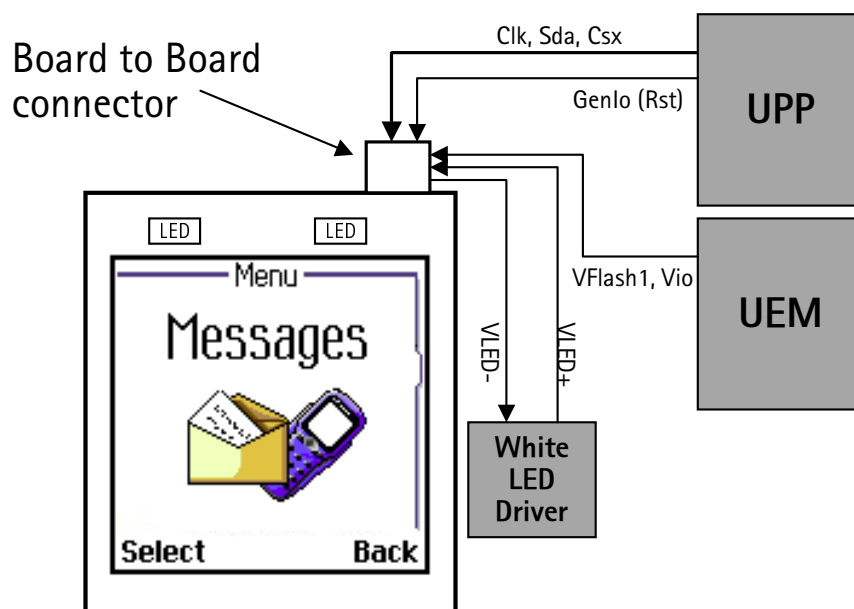 Clk, Sda, Csx
Board to Board
connector
GenIo (Rst)
UPP
LED
LED
Menu
VFlash1, Vio
UEM
Messages
VLED-
VLED+
White
LED
Driver
Select
Back